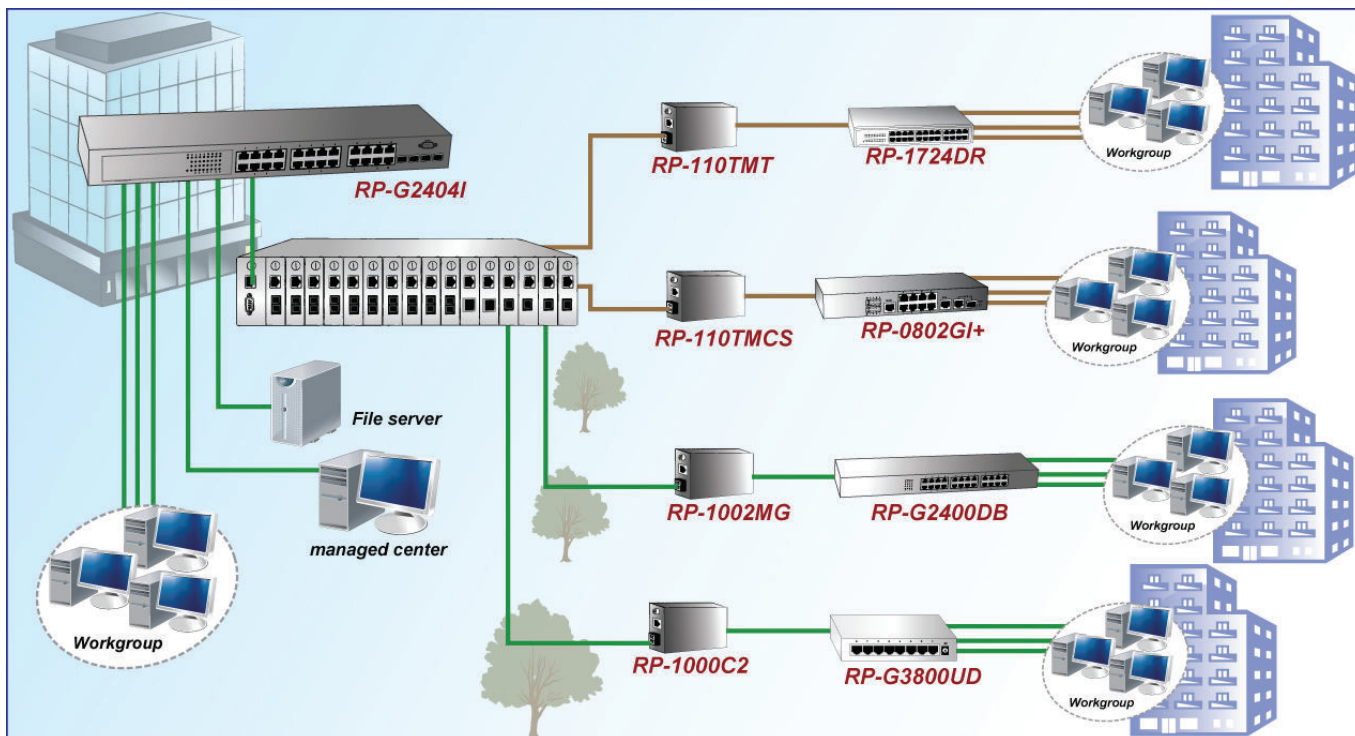 RP-G2404I
RP-110TMT
RP-1724DR
Workgroup
RP-110TMCS
RP-0802GI+
Workgroup
File server
managed center
RP-1002MG
RP-G2400DB
Workgroup
Workgroup
RP-1000C2
RP-G3800UD
Workgroup